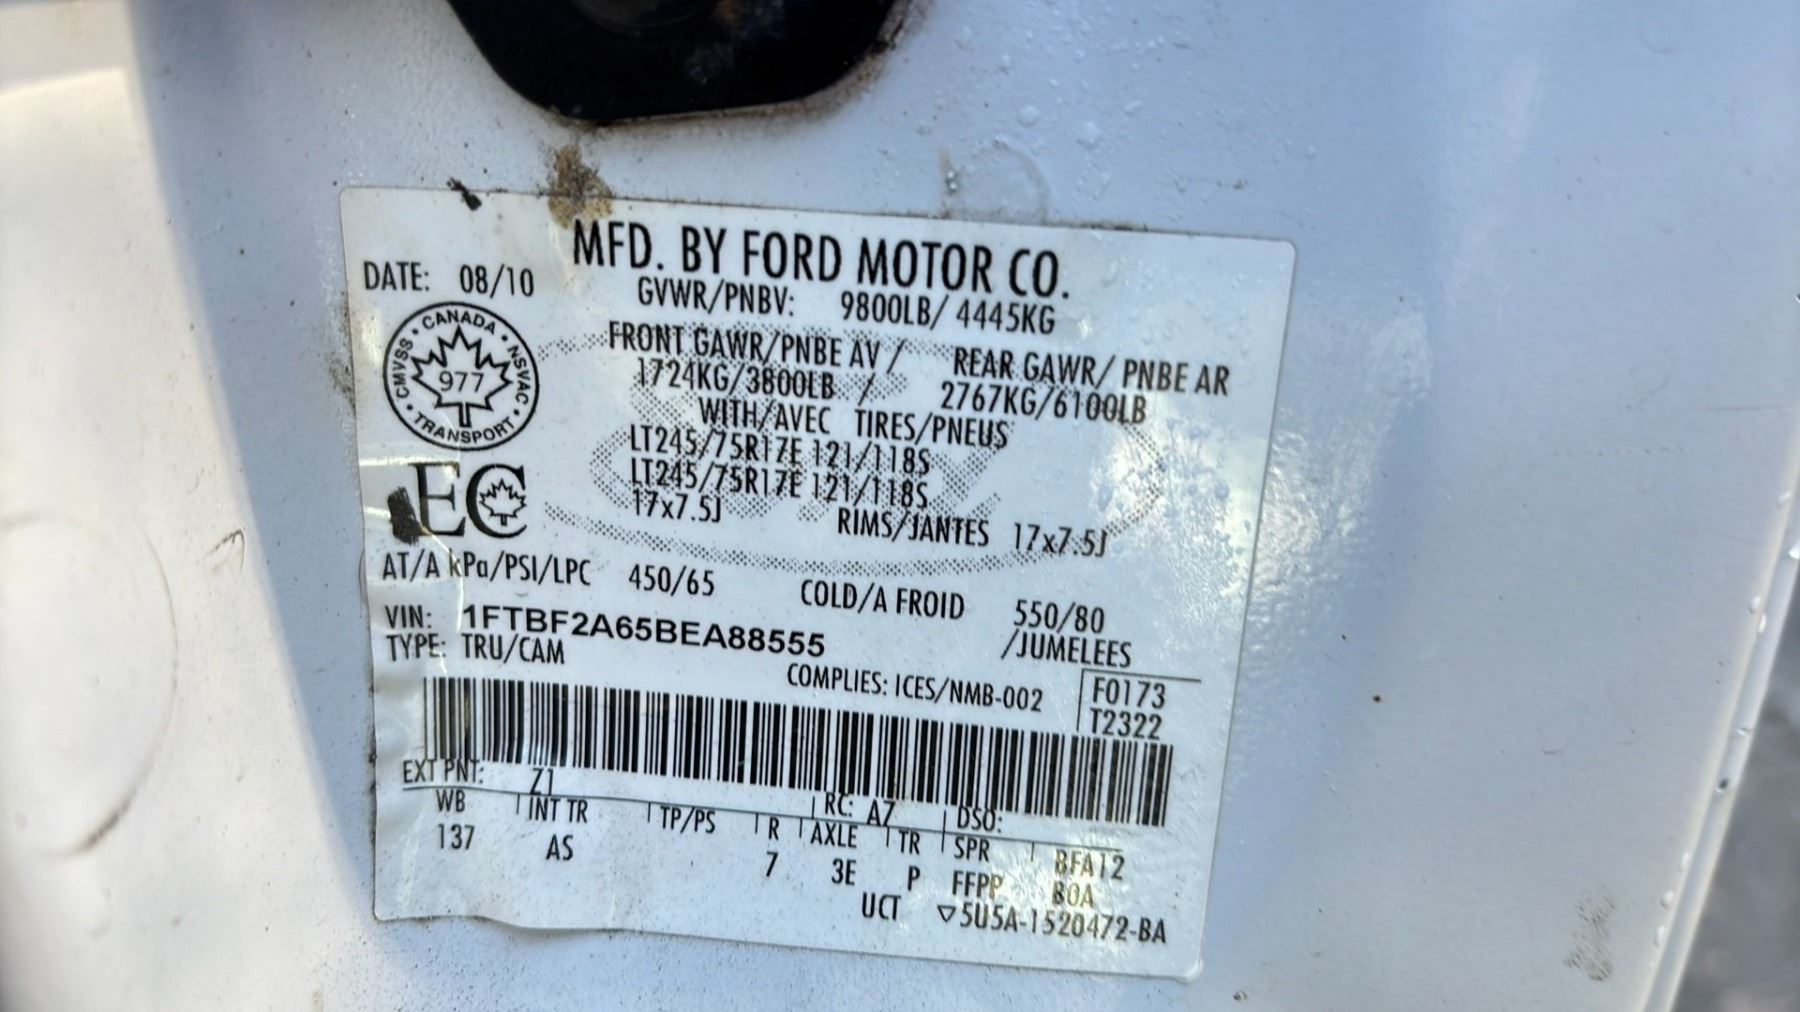 MFD. BY FORD MOTOR CO.
DATE: 08/10
GVWR/PNBV: 9800LB/ 4445KG
FRONT GAWR/PNBE AV / REAR GAWR/ PNBE AR
1724KG/3800LB / 2767KG/6100LB
WITH/AVEC TIRES/PNEUS
LT245/75R17E 121/118S
LT245/75R17E 121/118S
17x7.5J RIMS/JANTES 17x7.5J
CANADA · NSVAC · TRANSPORT · CMVSS ·
977
EC
AT/A kPa/PSI/LPC 450/65 COLD/A FROID 550/80
VIN: 1FTBF2A65BEA88555 /JUMELEES
TYPE: TRU/CAM
COMPLIES: ICES/NMB-002 F0173
T2322
EXT PNT: Z1 RC: AZ DSO:
WB INT TR TP/PS R AXLE TR SPR BFA12
137 AS 7 3E P FFPP BOA
UCT ▽5U5A-1520472-BA